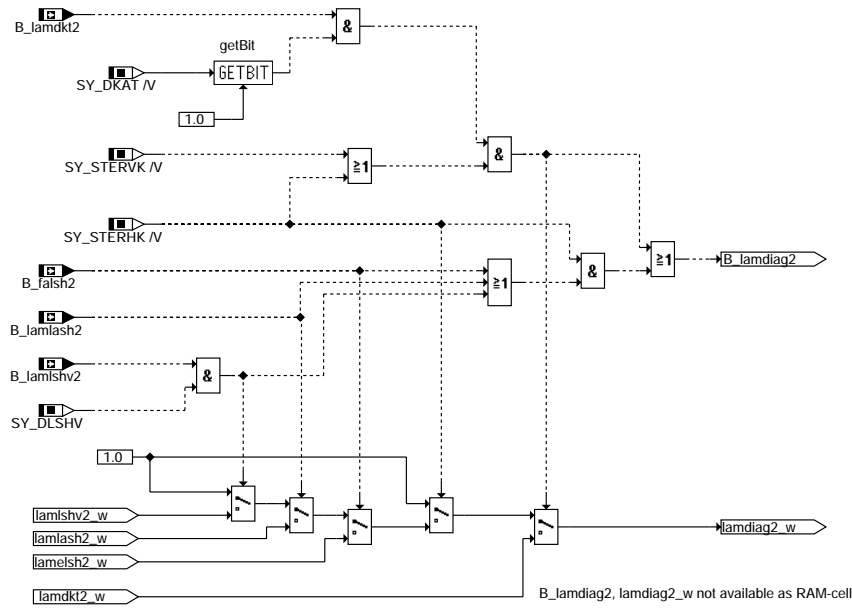 B_lamdkt2
&
getBit
GETBIT
SY_DKAT /V
1.0
SY_STERVK /V
≧1
&
SY_STERHK /V
B_falsh2
≧1
&
≧1
B_lamdiag2
B_lamlash2
B_lamlshv2
&
SY_DLSHV
1.0
lamlshv2_w
lamdiag2_w
lamlash2_w
lamelsh2_w
lamdkt2_w
B_lamdiag2, lamdiag2_w not available as RAM-cell